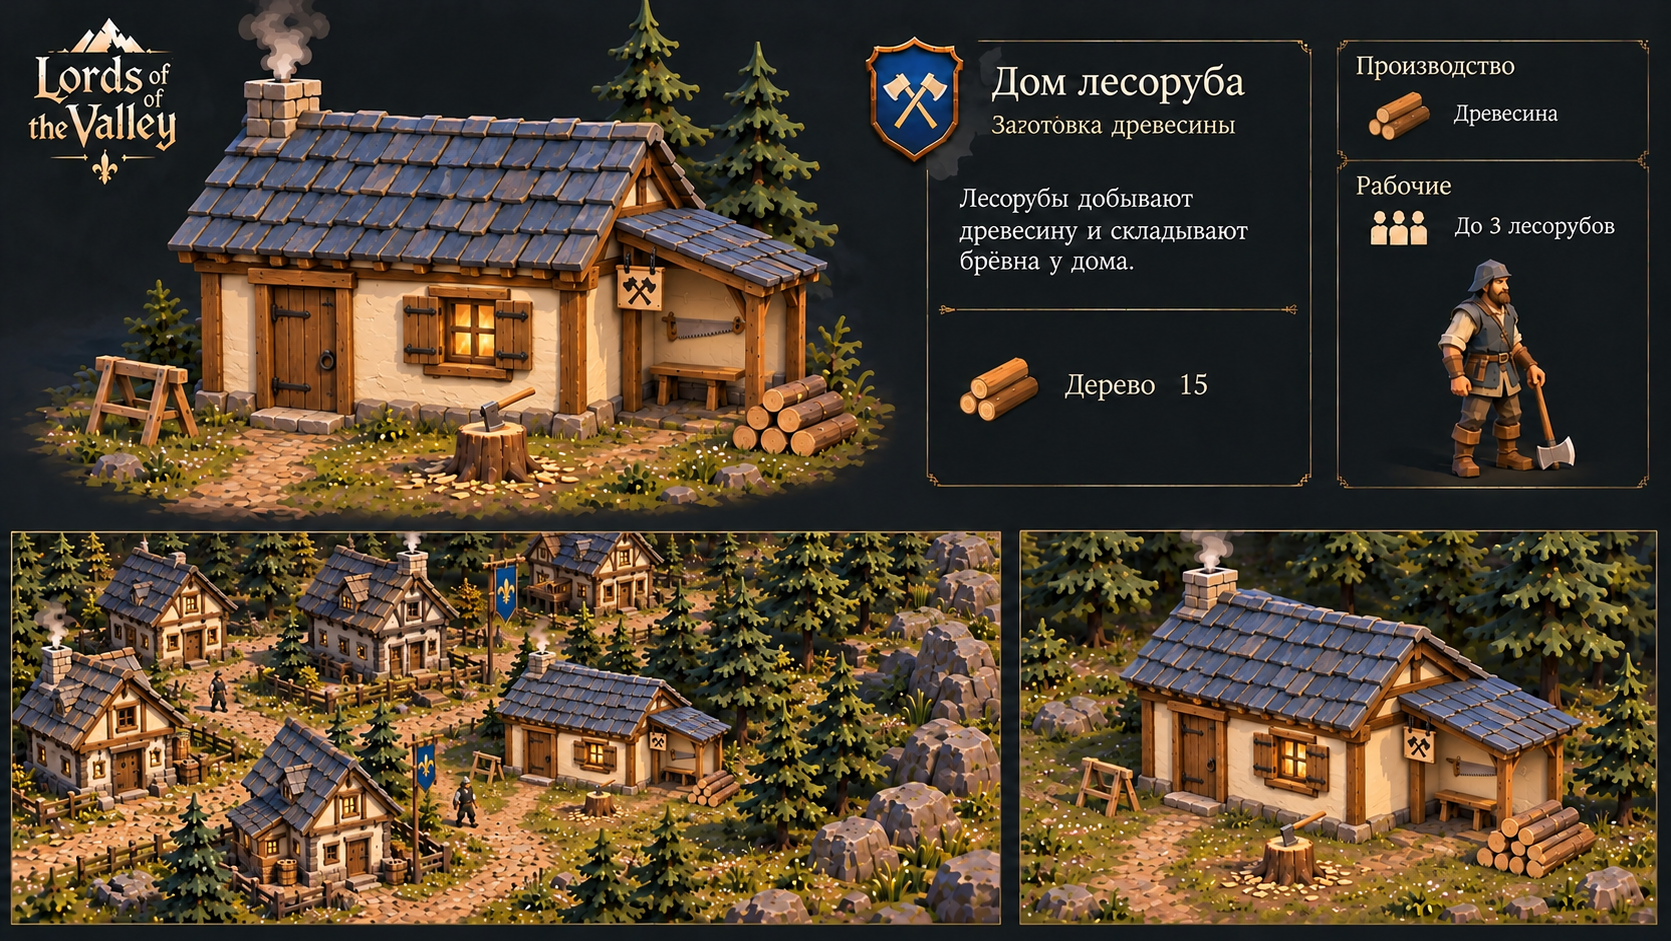 Lords of
of
the Valley
Дом лесоруба
Заготовка древесины
Лесорубы добывают
древесину и складывают
брёвна у дома.
Дерево 15
Производство
Древесина
Рабочие
До 3 лесорубов